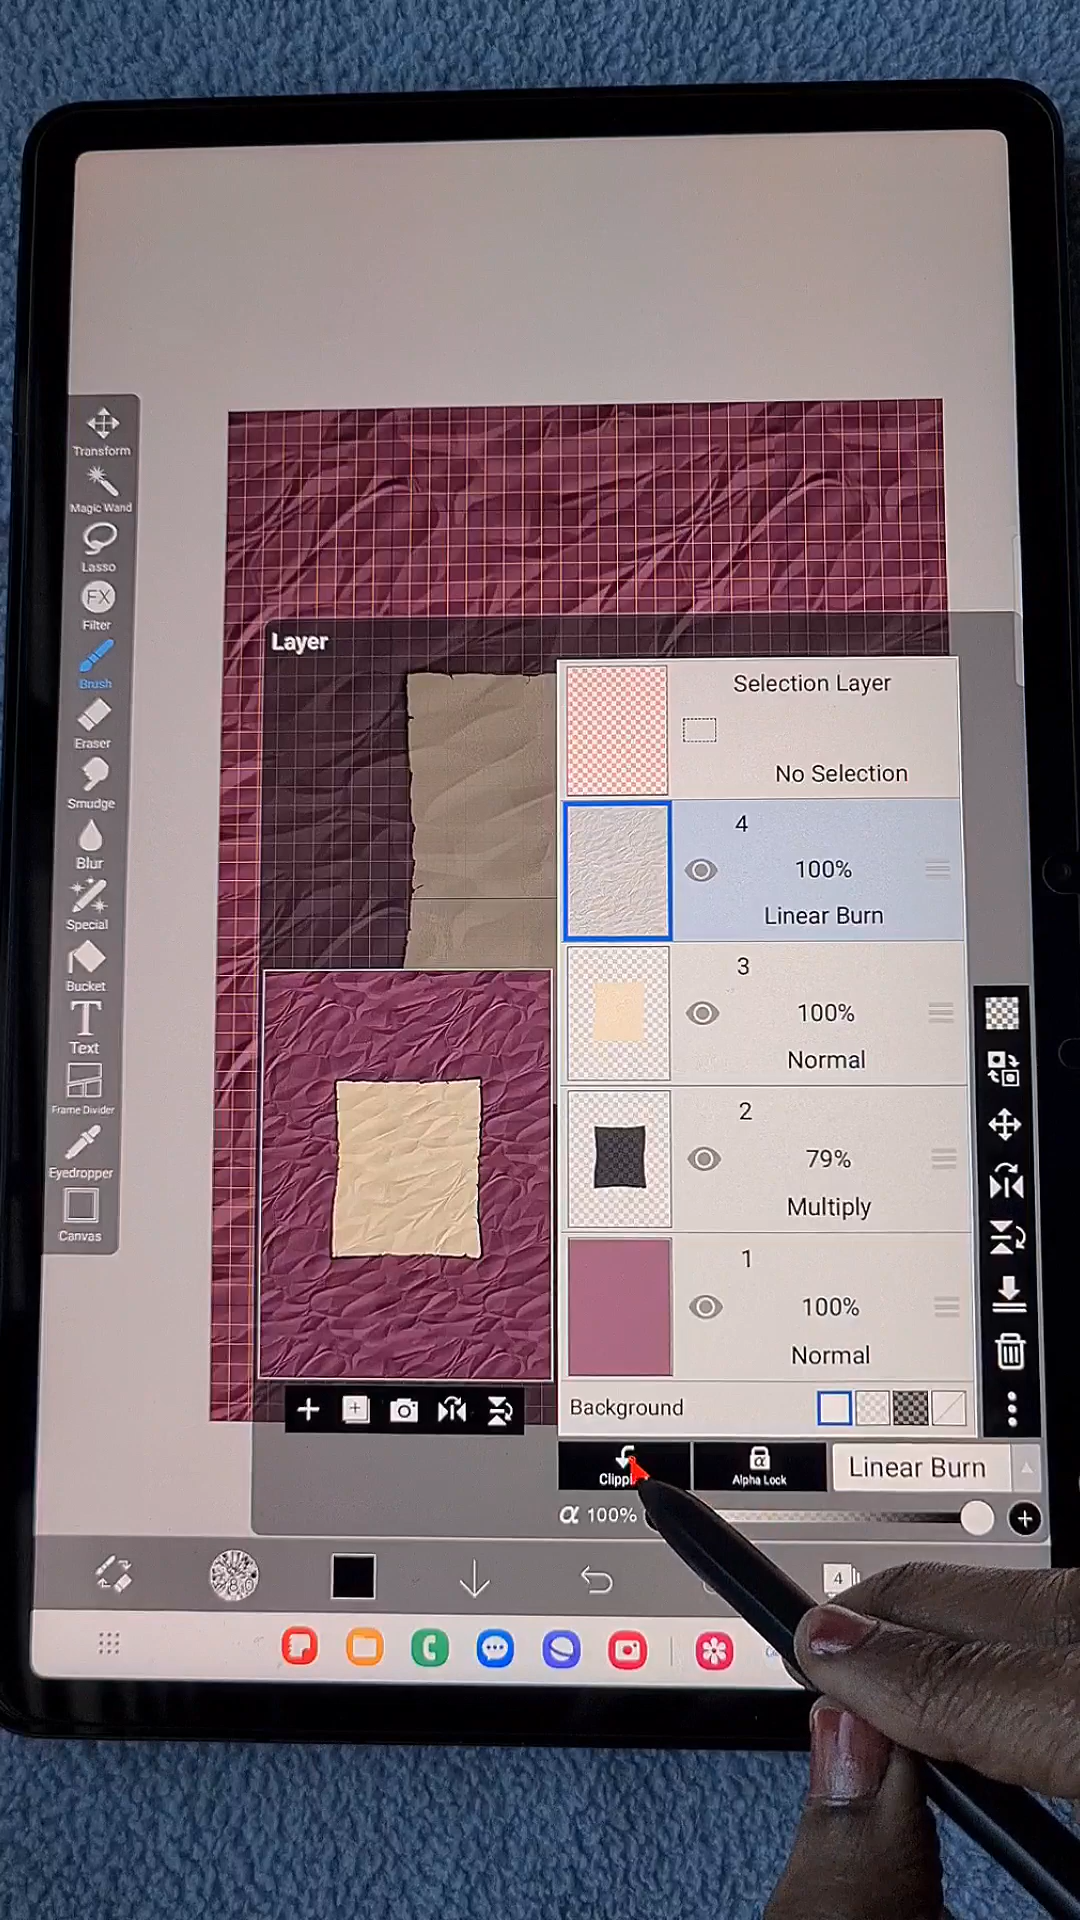 Transform
Magic Wand
Lasso
FX
Filter
Brush
Eraser
Smudge
Blur
Special
Bucket
T
Text
Frame Divider
Eyedropper
Canvas
Layer
Selection Layer
No Selection
4
100%
Linear Burn
3
100%
Normal
2
79%
Multiply
1
100%
Normal
Background
α
Alpha Lock
Linear Burn
α 100%
4